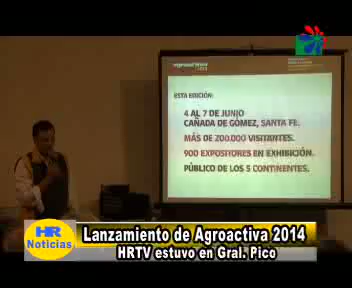 ESTA EDICIÓN:
4 AL 7 DE JUNIO
CAÑADA DE GÓMEZ, SANTA FE.
MÁS DE 200.000 VISITANTES.
900 EXPOSITORES EN EXHIBICIÓN.
PÚBLICO DE LOS 5 CONTINENTES.
HR
Noticias
Lanzamiento de Agroactiva 2014
HRTV estuvo en Gral. Pico